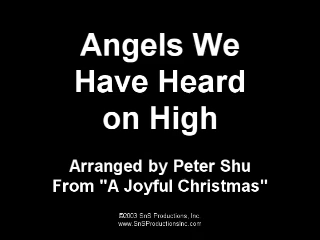 Angels We
Have Heard
on High
Arranged by Peter Shu
From "A Joyful Christmas"
©2003 SnS Productions, Inc.
www.SnSProductionsInc.com